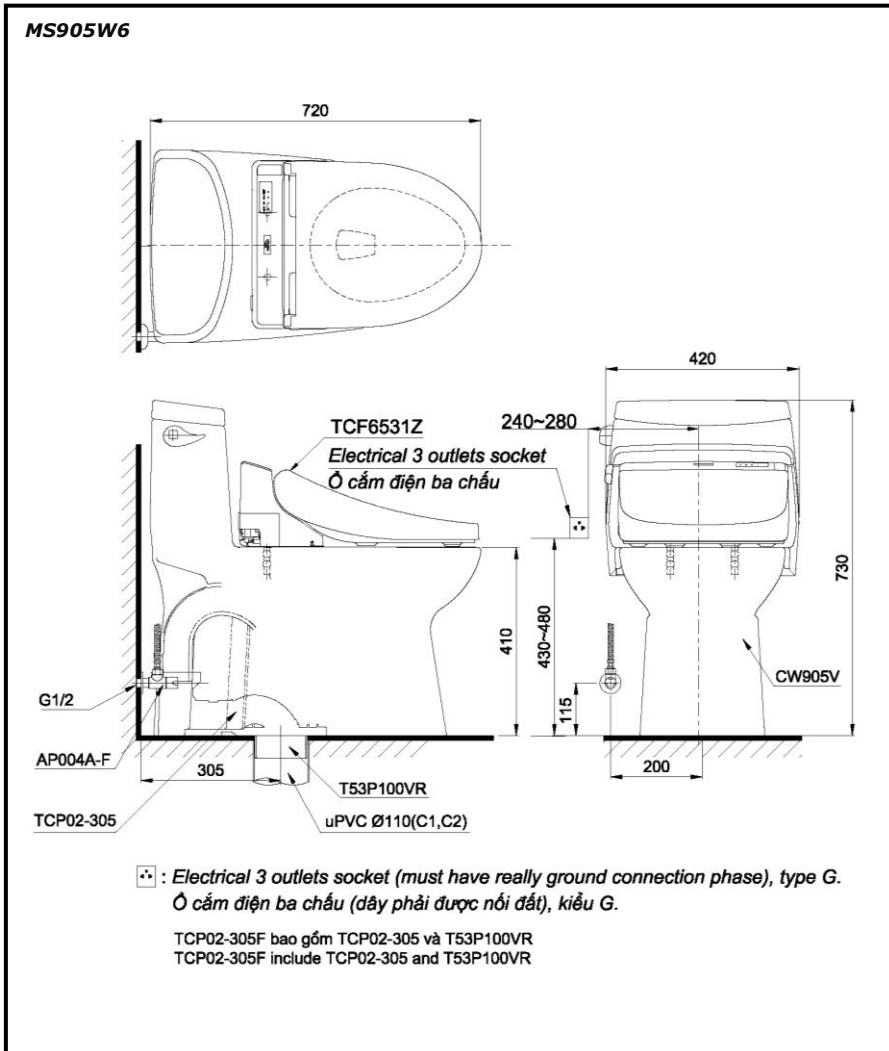 MS905W6
720
420
TCF6531Z
240~280
Electrical 3 outlets socket
Ổ cắm điện ba chấu
730
410
430~480
CW905V
G1/2
115
AP004A-F
305
200
T53P100VR
TCP02-305
uPVC Ø110(C1,C2)
: Electrical 3 outlets socket (must have really ground connection phase), type G.
Ổ cắm điện ba chấu (dây phải được nối đất), kiểu G.
TCP02-305F bao gồm TCP02-305 và T53P100VR
TCP02-305F include TCP02-305 and T53P100VR